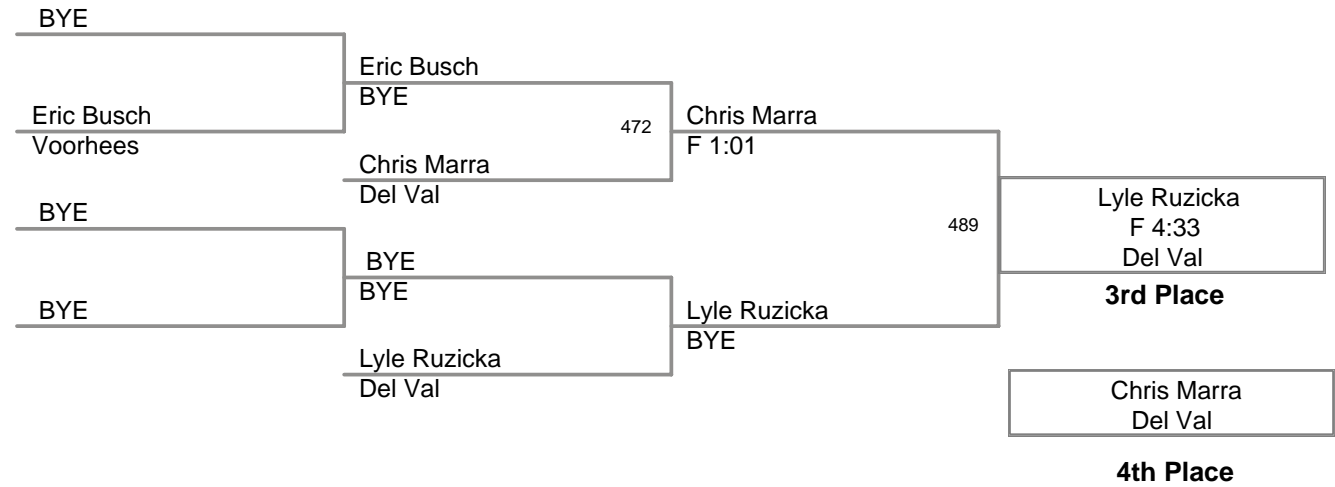 BYE
Eric Busch
BYE
Eric Busch
Voorhees
472
Chris Marra
F 1:01
Chris Marra
Del Val
BYE
489
Lyle Ruzicka
F 4:33
Del Val
3rd Place
BYE
BYE
BYE
Lyle Ruzicka
BYE
Lyle Ruzicka
Del Val
Chris Marra
Del Val
4th Place